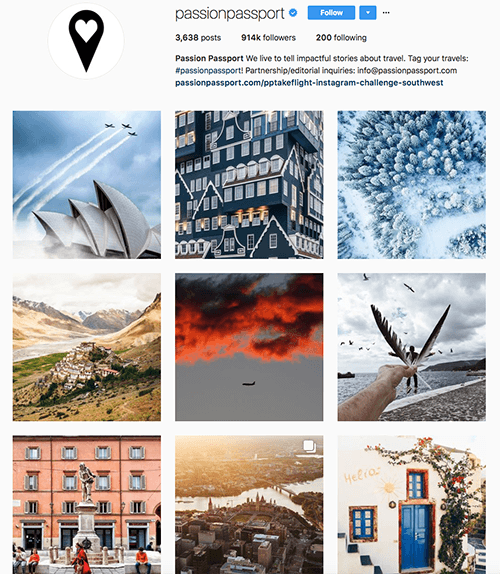 passionpassport
Follow
3,638 posts 914k followers 200 following
Passion Passport We live to tell impactful stories about travel. Tag your travels:
#passionpassport! Partnership/editorial inquiries: info@passionpassport.com
passionpassport.com/pptakeflight-instagram-challenge-southwest
Helios